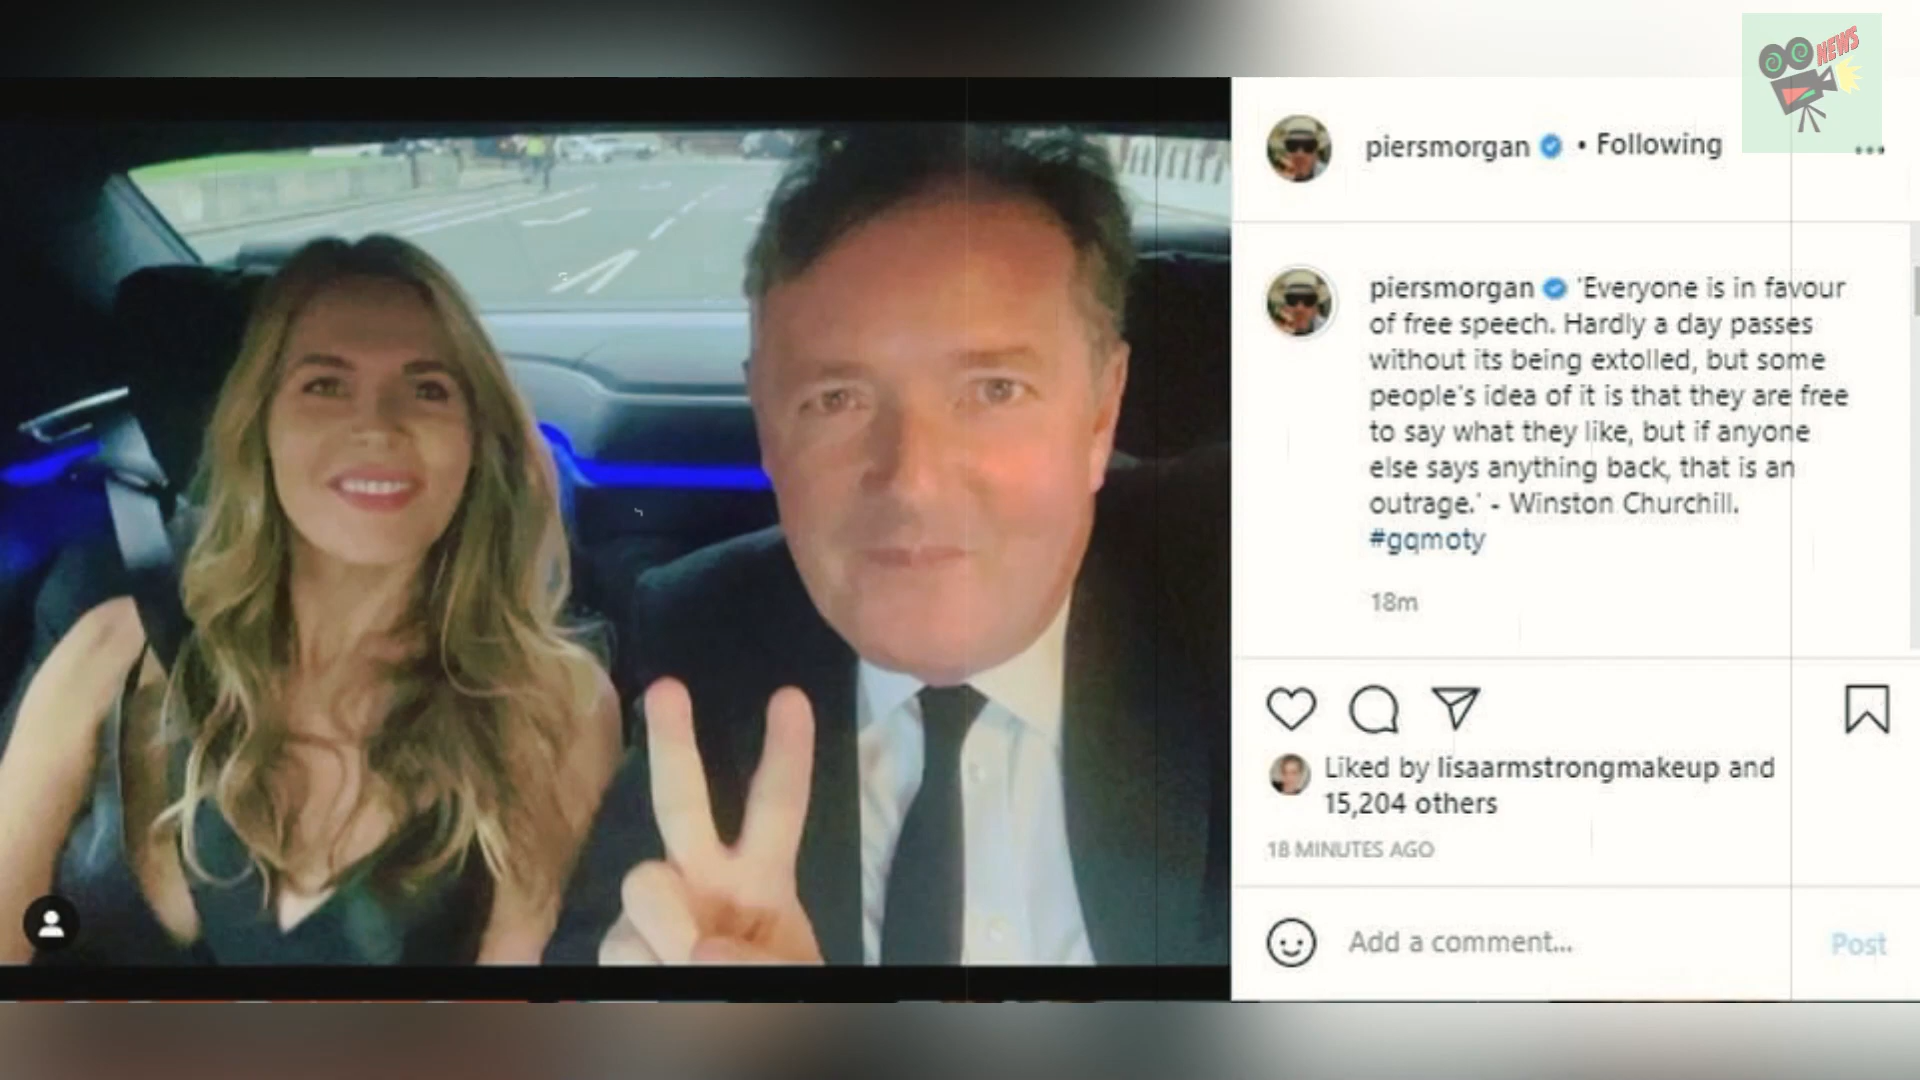 NEWS
piersmorgan • Following
...
piersmorgan 'Everyone is in favour
of free speech. Hardly a day passes
without its being extolled, but some
people's idea of it is that they are free
to say what they like, but if anyone
else says anything back, that is an
outrage.' - Winston Churchill.
#gqmoty
18m
Liked by lisaarmstrongmakeup and
15,204 others
18 MINUTES AGO
Add a comment...
Post